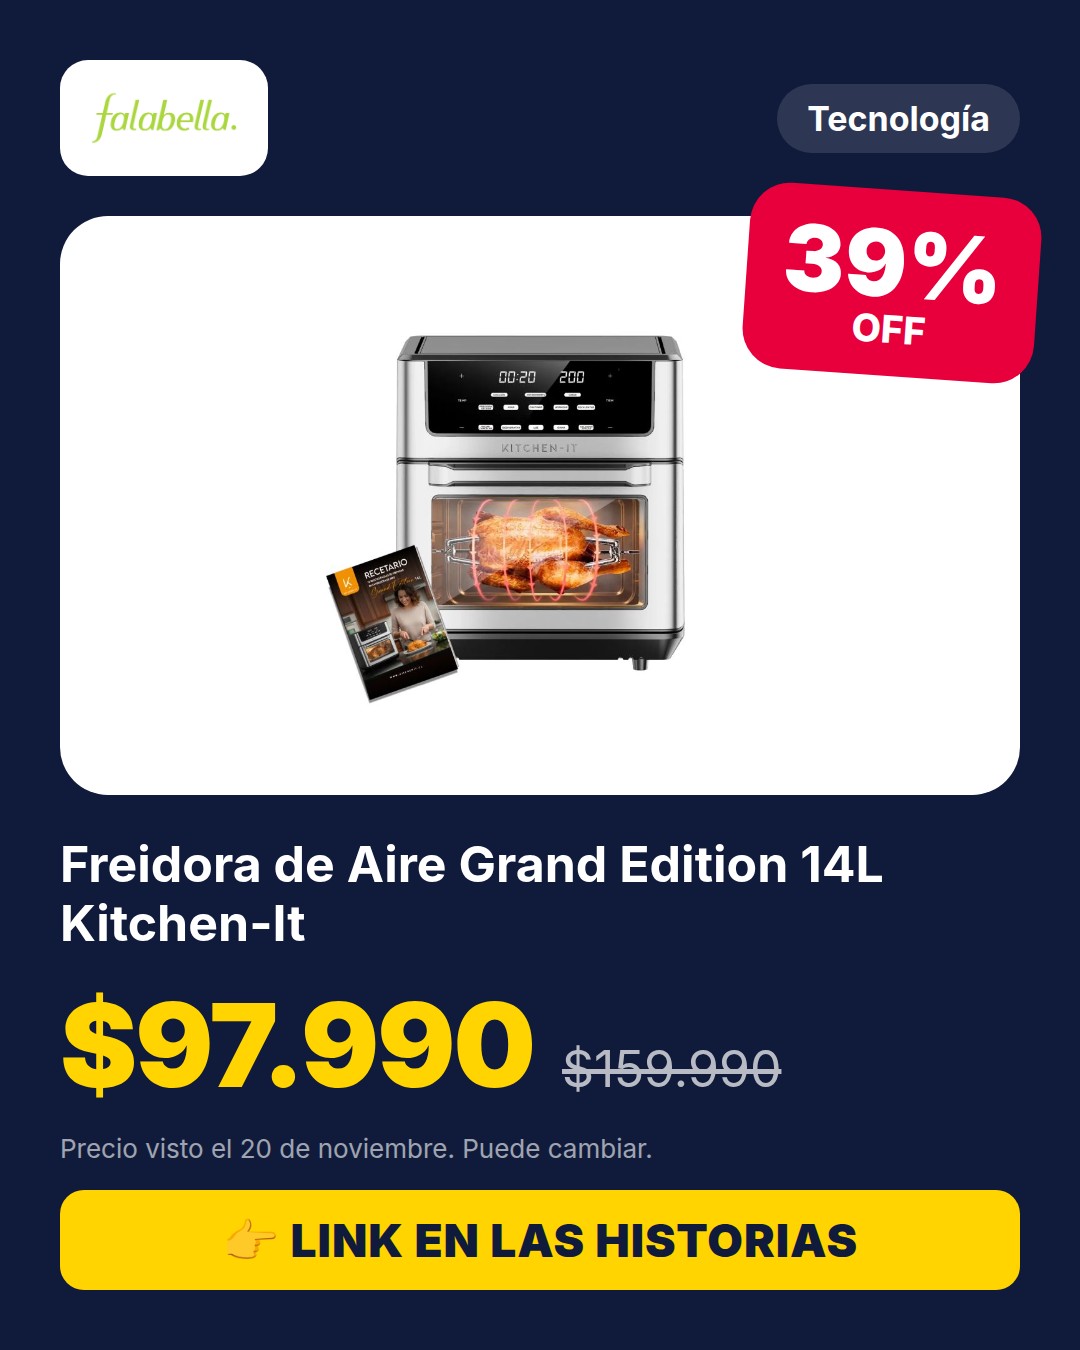 falabella.
Tecnología
39%
OFF
00:20 200
KITCHEN-IT
RECETARIO
Freidora de Aire Grand Edition 14L
Kitchen-It
$97.990 $159.990
Precio visto el 20 de noviembre. Puede cambiar.
👉 LINK EN LAS HISTORIAS